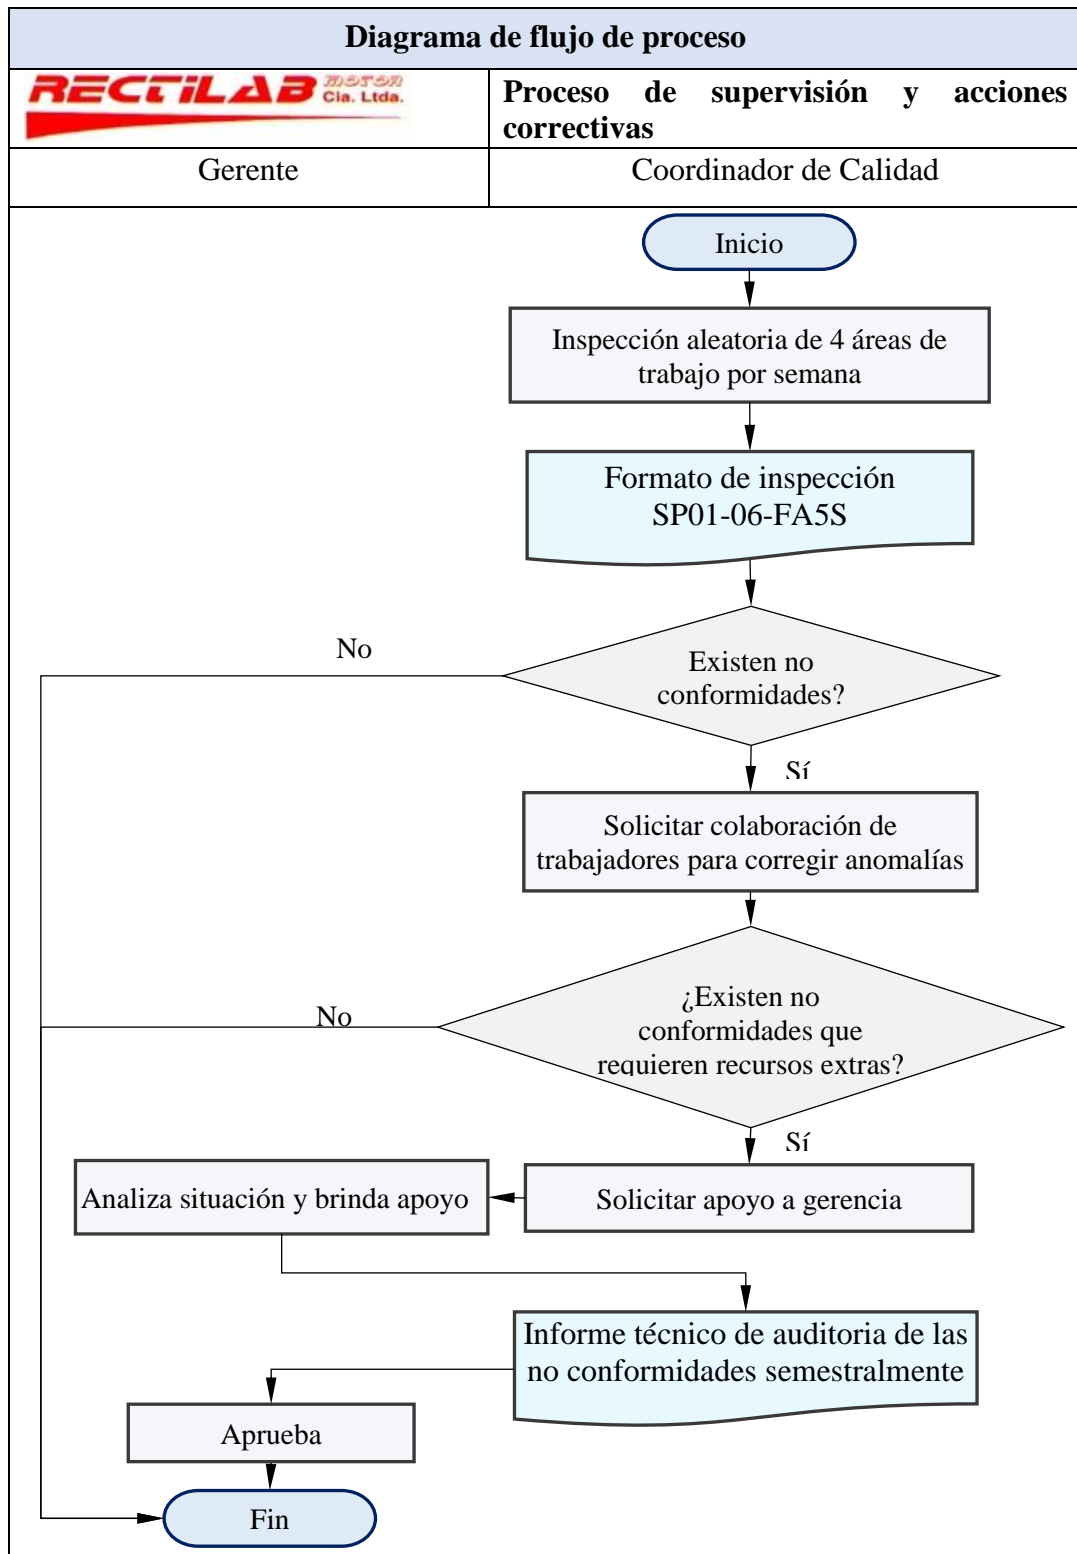 Diagrama de flujo de proceso
RECTILAB MOTOR
Cia. Ltda.
Proceso de supervisión y acciones
correctivas
Gerente
Coordinador de Calidad
Inicio
Inspección aleatoria de 4 áreas de
trabajo por semana
Formato de inspección
SP01-06-FA5S
No
Existen no
conformidades?
Sí
Solicitar colaboración de
trabajadores para corregir anomalías
No
¿Existen no
conformidades que
requieren recursos extras?
Sí
Analiza situación y brinda apoyo
Solicitar apoyo a gerencia
Informe técnico de auditoria de las
no conformidades semestralmente
Aprueba
Fin